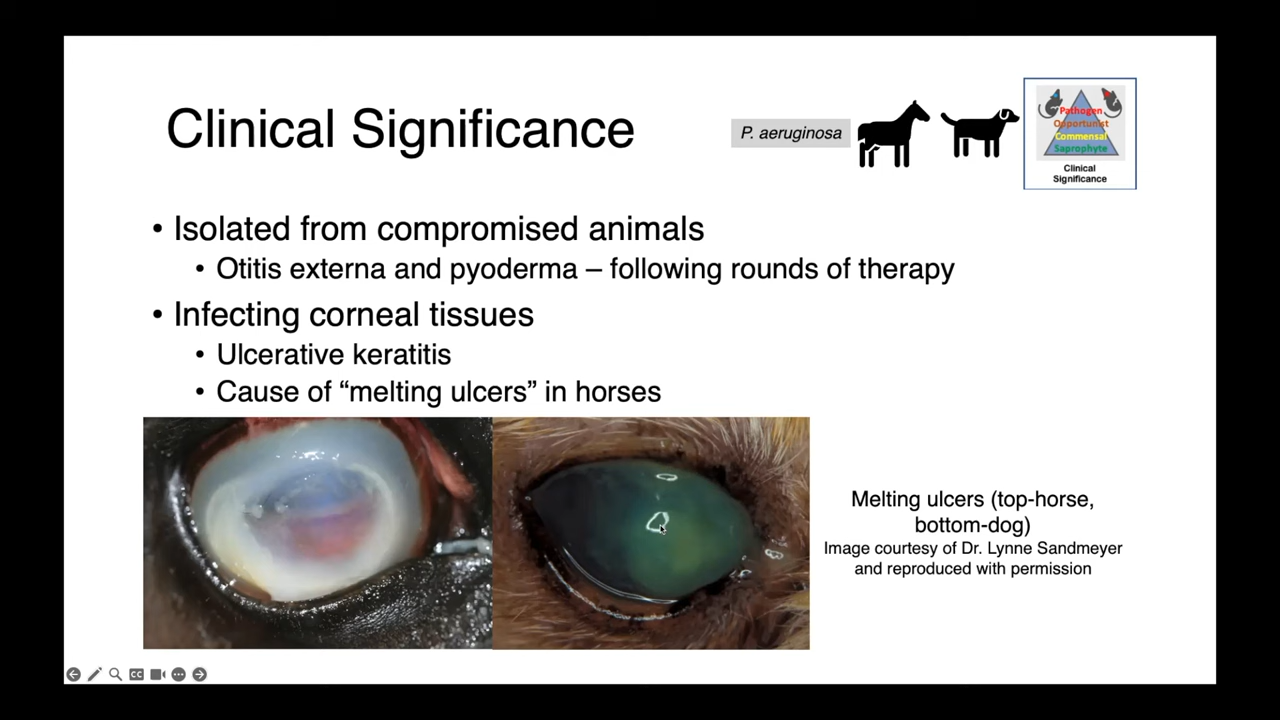 Clinical Significance
P. aeruginosa
Pathogen
Opportunist
Commensal
Saprophyte
Clinical
Significance
• Isolated from compromised animals
• Otitis externa and pyoderma – following rounds of therapy
• Infecting corneal tissues
• Ulcerative keratitis
• Cause of “melting ulcers” in horses
Melting ulcers (top-horse,
bottom-dog)
Image courtesy of Dr. Lynne Sandmeyer
and reproduced with permission
CC